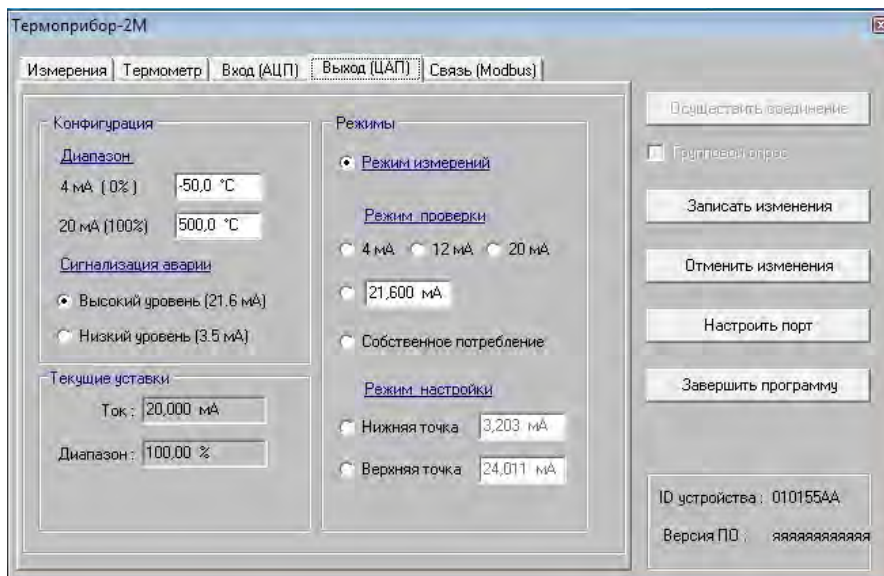 Термоприбор-2М
Измерения
Термометр
Вход (АЦП)
Выход (ЦАП)
Связь (Modbus)
Конфигурация
Диапазон
4 мА ( 0% )
-50,0 °C
20 мА (100%)
500,0 °C
Сигнализация аварии
Высокий уровень (21.6 мА)
Низкий уровень (3.5 мА)
Текущие уставки
Ток :
20,000 мА
Диапазон :
100,00 %
Режимы
Режим измерений
Режим проверки
4 мА
12 мА
20 мА
21,600 мА
Собственное потребление
Режим настройки
Нижняя точка
3,203 мА
Верхняя точка
24,011 мА
Осуществить соединение
Групповой опрос
Записать изменения
Отменить изменения
Настроить порт
Завершить программу
ID устройства : 010155AA
Версия ПО : яяяяяяяяяяяя